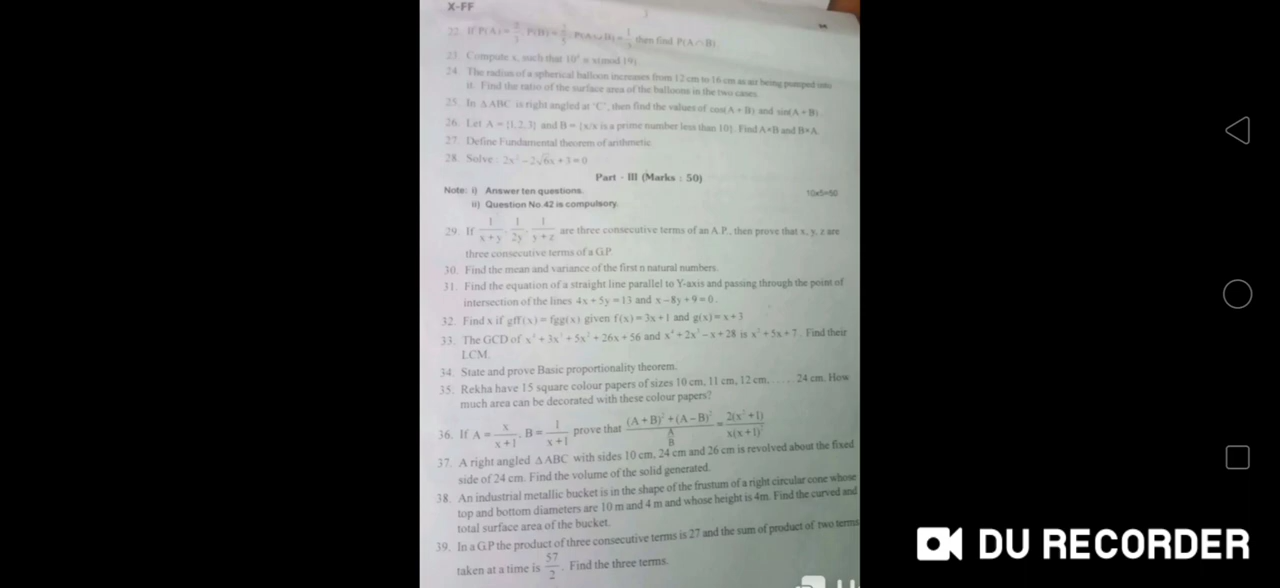 X-FF
22. If P(A) = 2/3, P(B) = 2/5, P(A∪B) = 1/3 then find P(A∩B).
23. Compute x, such that 10⁴ ≡ x(mod 19)
24. The radius of a spherical balloon increases from 12 cm to 16 cm as air being pumped into
it. Find the ratio of the surface area of the balloons in the two cases.
25. In ΔABC is right angled at 'C', then find the values of cos(A + B) and sin(A + B).
26. Let A = {1,2,3} and B = {x/x is a prime number less than 10}. Find A×B and B×A.
27. Define Fundamental theorem of arithmetic.
28. Solve : 2x² – 2√6x + 3 = 0
Part - III (Marks : 50)
Note: i) Answer ten questions. 10x5=50
ii) Question No.42 is compulsory.
29. If 1/(x+y), 1/2y, 1/(y+z) are three consecutive terms of an A.P., then prove that x, y, z are
three consecutive terms of a G.P.
30. Find the mean and variance of the first n natural numbers.
31. Find the equation of a straight line parallel to Y-axis and passing through the point of
intersection of the lines 4x + 5y = 13 and x – 8y + 9 = 0.
32. Find x if gff(x) = fgg(x) given f(x) = 3x + 1 and g(x) = x + 3
33. The GCD of x⁴ + 3x³ + 5x² + 26x + 56 and x⁴ + 2x³ – x + 28 is x² + 5x + 7. Find their
LCM.
34. State and prove Basic proportionality theorem.
35. Rekha have 15 square colour papers of sizes 10 cm, 11 cm, 12 cm, .... 24 cm. How
much area can be decorated with these colour papers?
36. If A = x/(x+1), B = 1/(x+1) prove that ((A+B)² + (A–B)²)/(A/B) = 2(x²+1)/x(x+1)²
37. A right angled ΔABC with sides 10 cm, 24 cm and 26 cm is revolved about the fixed
side of 24 cm. Find the volume of the solid generated.
38. An industrial metallic bucket is in the shape of the frustum of a right circular cone whose
top and bottom diameters are 10 m and 4 m and whose height is 4m. Find the curved and
total surface area of the bucket.
39. In a G.P the product of three consecutive terms is 27 and the sum of product of two terms
taken at a time is 57/2. Find the three terms.
DU RECORDER